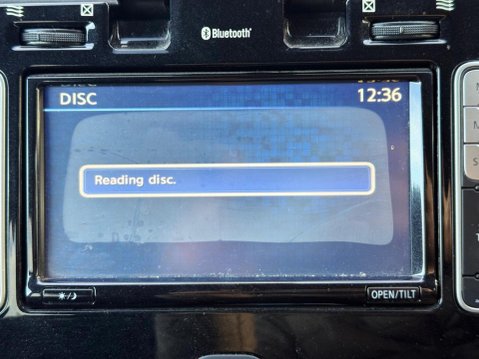 Bluetooth®
DISC
12:36
Reading disc.
OPEN/TILT